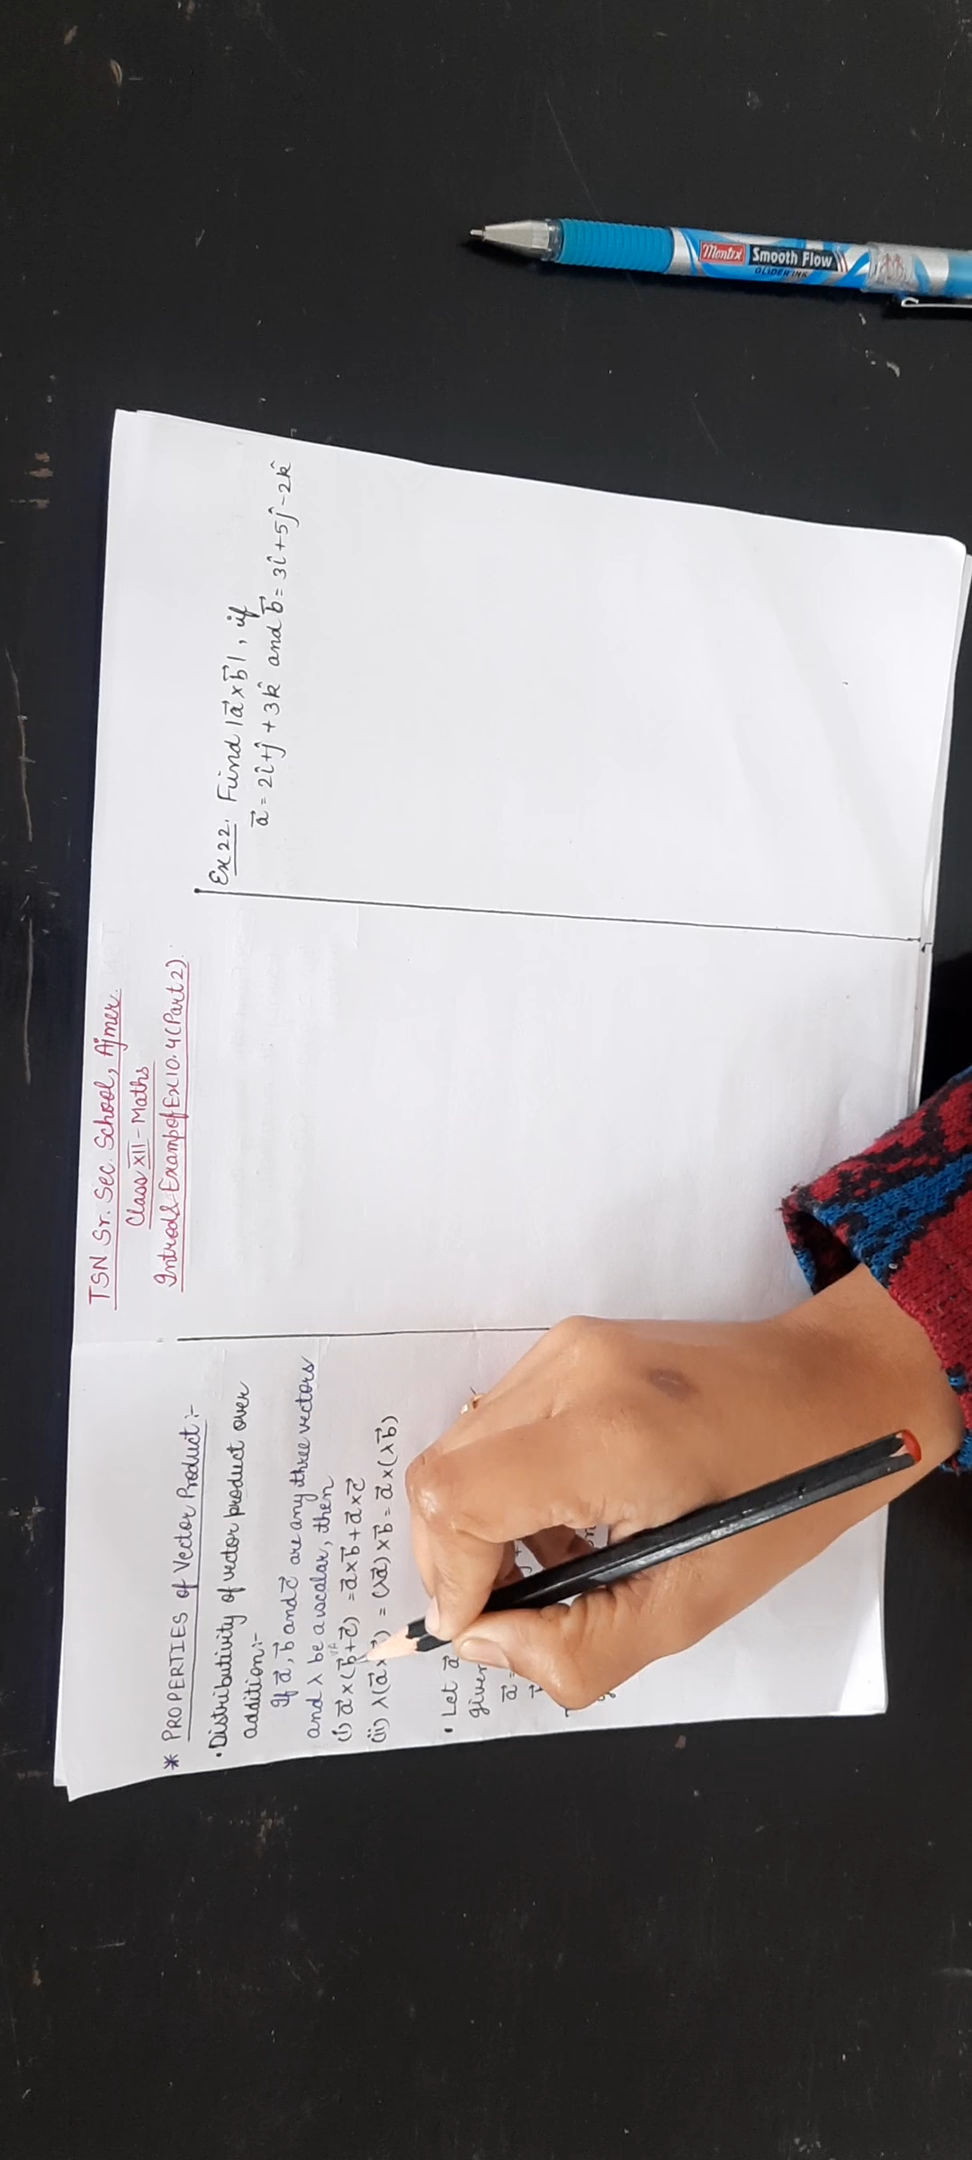 TSN Sr. Sec. School, Ajmer.
Class XII - Maths
Introd & Examp of Ex 10.4 (Part 2)
* PROPERTIES of Vector Product:-
• Distributivity of vector product over
addition:-
If a⃗, b⃗ and c⃗ are any three vectors
and λ be a scalar, then
(i) a⃗ × (b⃗ + c⃗) = a⃗ × b⃗ + a⃗ × c⃗
(ii) λ(a⃗ × ) = (λa⃗) × b⃗ = a⃗ × (λb⃗)
• Let a⃗
given
a⃗ =
Ex 22. Find |a⃗ × b⃗|, if
a⃗ = 2î + ĵ + 3k̂ and b⃗ = 3î + 5ĵ - 2k̂
Montex Smooth Flow
GLIDER INK